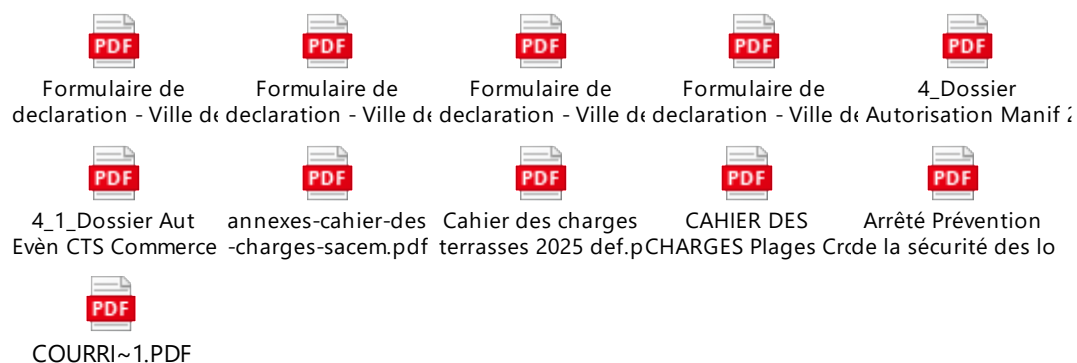 PDF PDF PDF PDF PDF
Formulaire de Formulaire de Formulaire de Formulaire de 4_Dossier
declaration - Ville de declaration - Ville de declaration - Ville de declaration - Ville de Autorisation Manif 2
PDF PDF PDF PDF PDF
4_1_Dossier Aut annexes-cahier-des Cahier des charges CAHIER DES Arrêté Prévention
Evèn CTS Commerce -charges-sacem.pdf terrasses 2025 def.p CHARGES Plages Cro de la sécurité des lo
PDF
COURRI~1.PDF